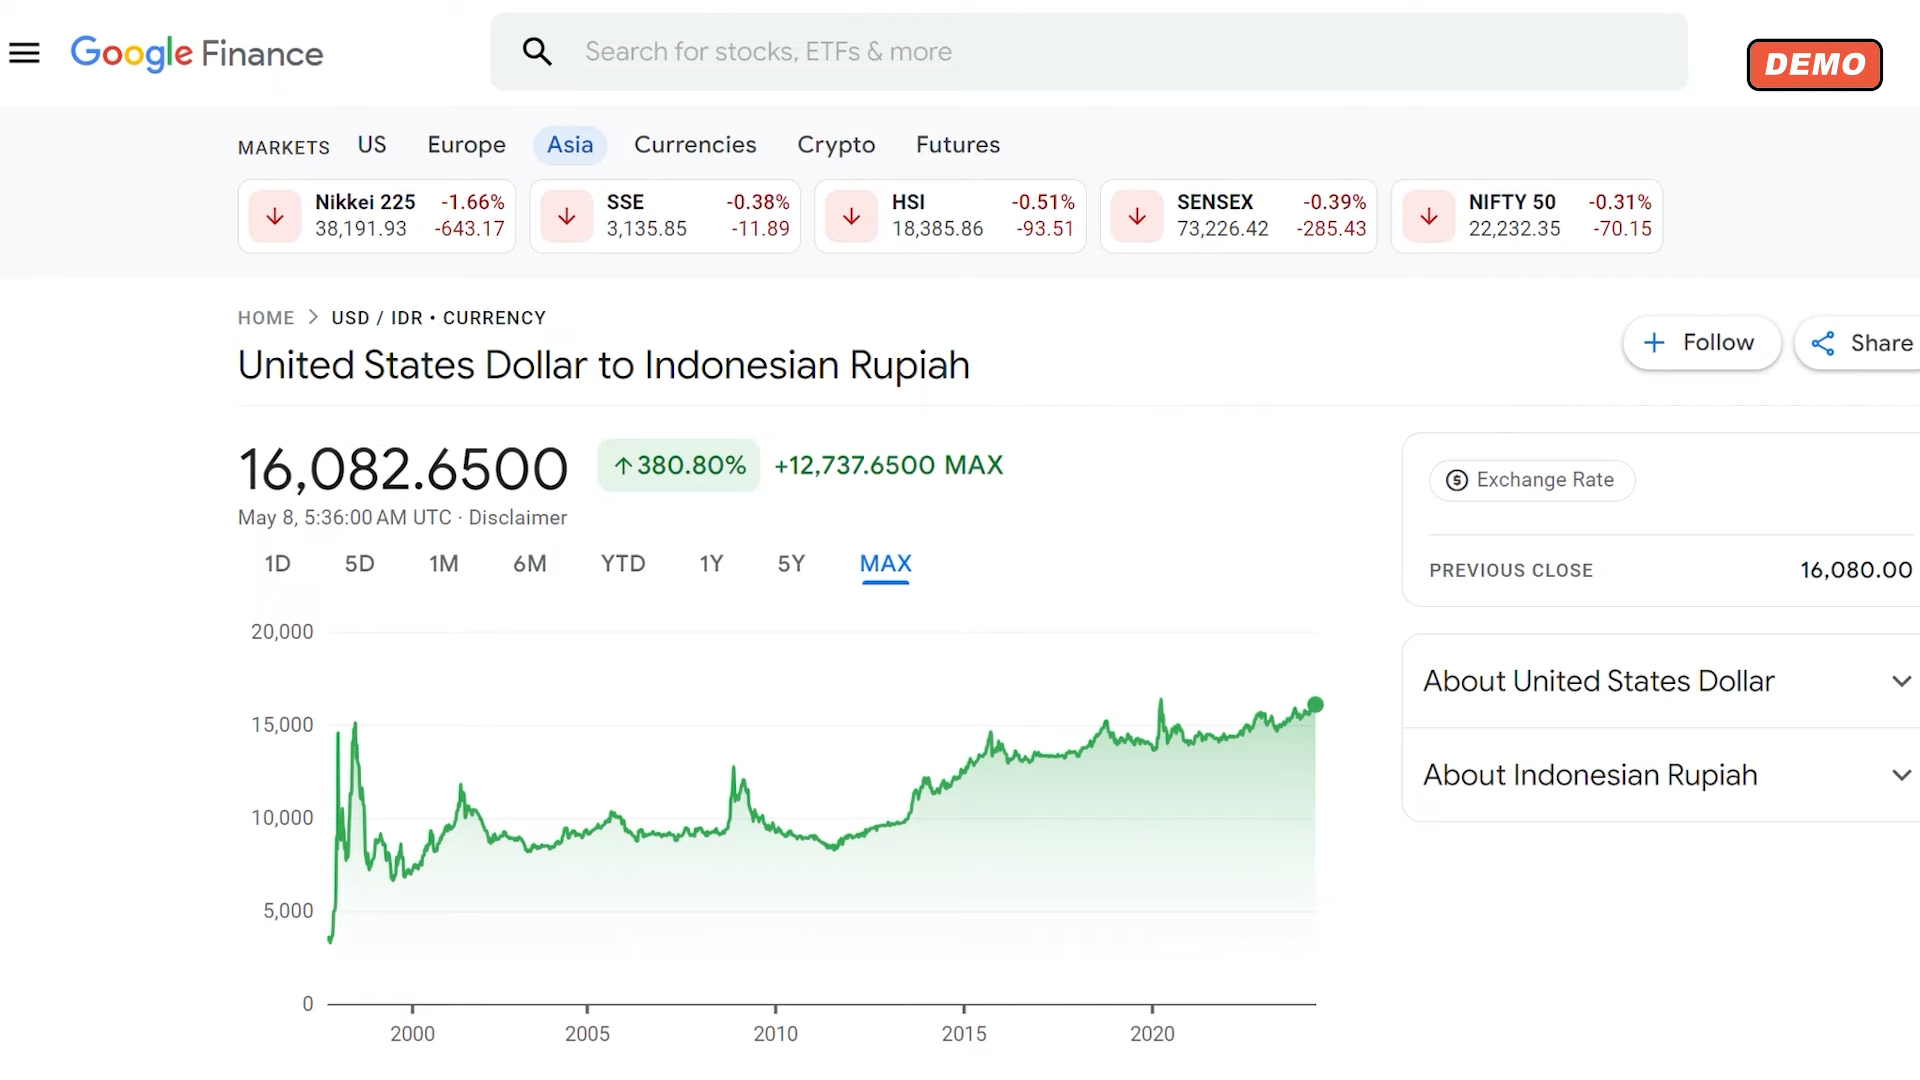 Google Finance
Search for stocks, ETFs & more
DEMO
MARKETS US Europe Asia Currencies Crypto Futures
Nikkei 225 -1.66%
38,191.93 -643.17
SSE -0.38%
3,135.85 -11.89
HSI -0.51%
18,385.86 -93.51
SENSEX -0.39%
73,226.42 -285.43
NIFTY 50 -0.31%
22,232.35 -70.15
HOME > USD / IDR • CURRENCY
United States Dollar to Indonesian Rupiah
+ Follow
Share
16,082.6500 ↑380.80% +12,737.6500 MAX
May 8, 5:36:00 AM UTC · Disclaimer
1D 5D 1M 6M YTD 1Y 5Y MAX
20,000
15,000
10,000
5,000
0
2000 2005 2010 2015 2020
$ Exchange Rate
PREVIOUS CLOSE 16,080.00
About United States Dollar
About Indonesian Rupiah